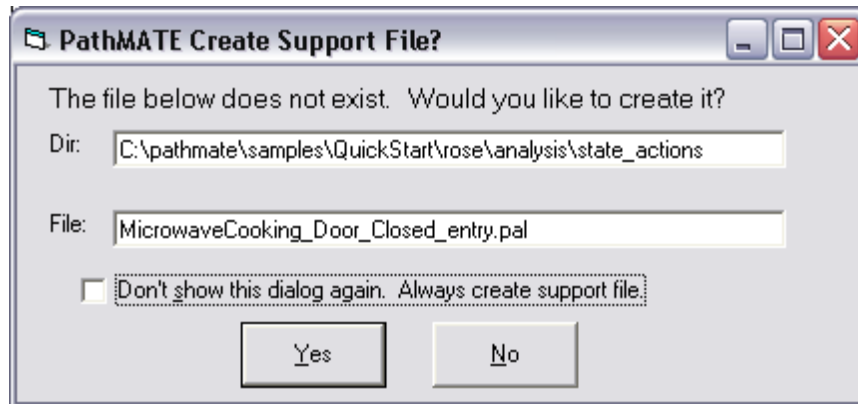 PathMATE Create Support File?
The file below does not exist. Would you like to create it?
Dir: C:\pathmate\samples\QuickStart\rose\analysis\state_actions
File: MicrowaveCooking_Door_Closed_entry.pal
Don't show this dialog again. Always create support file.
Yes No